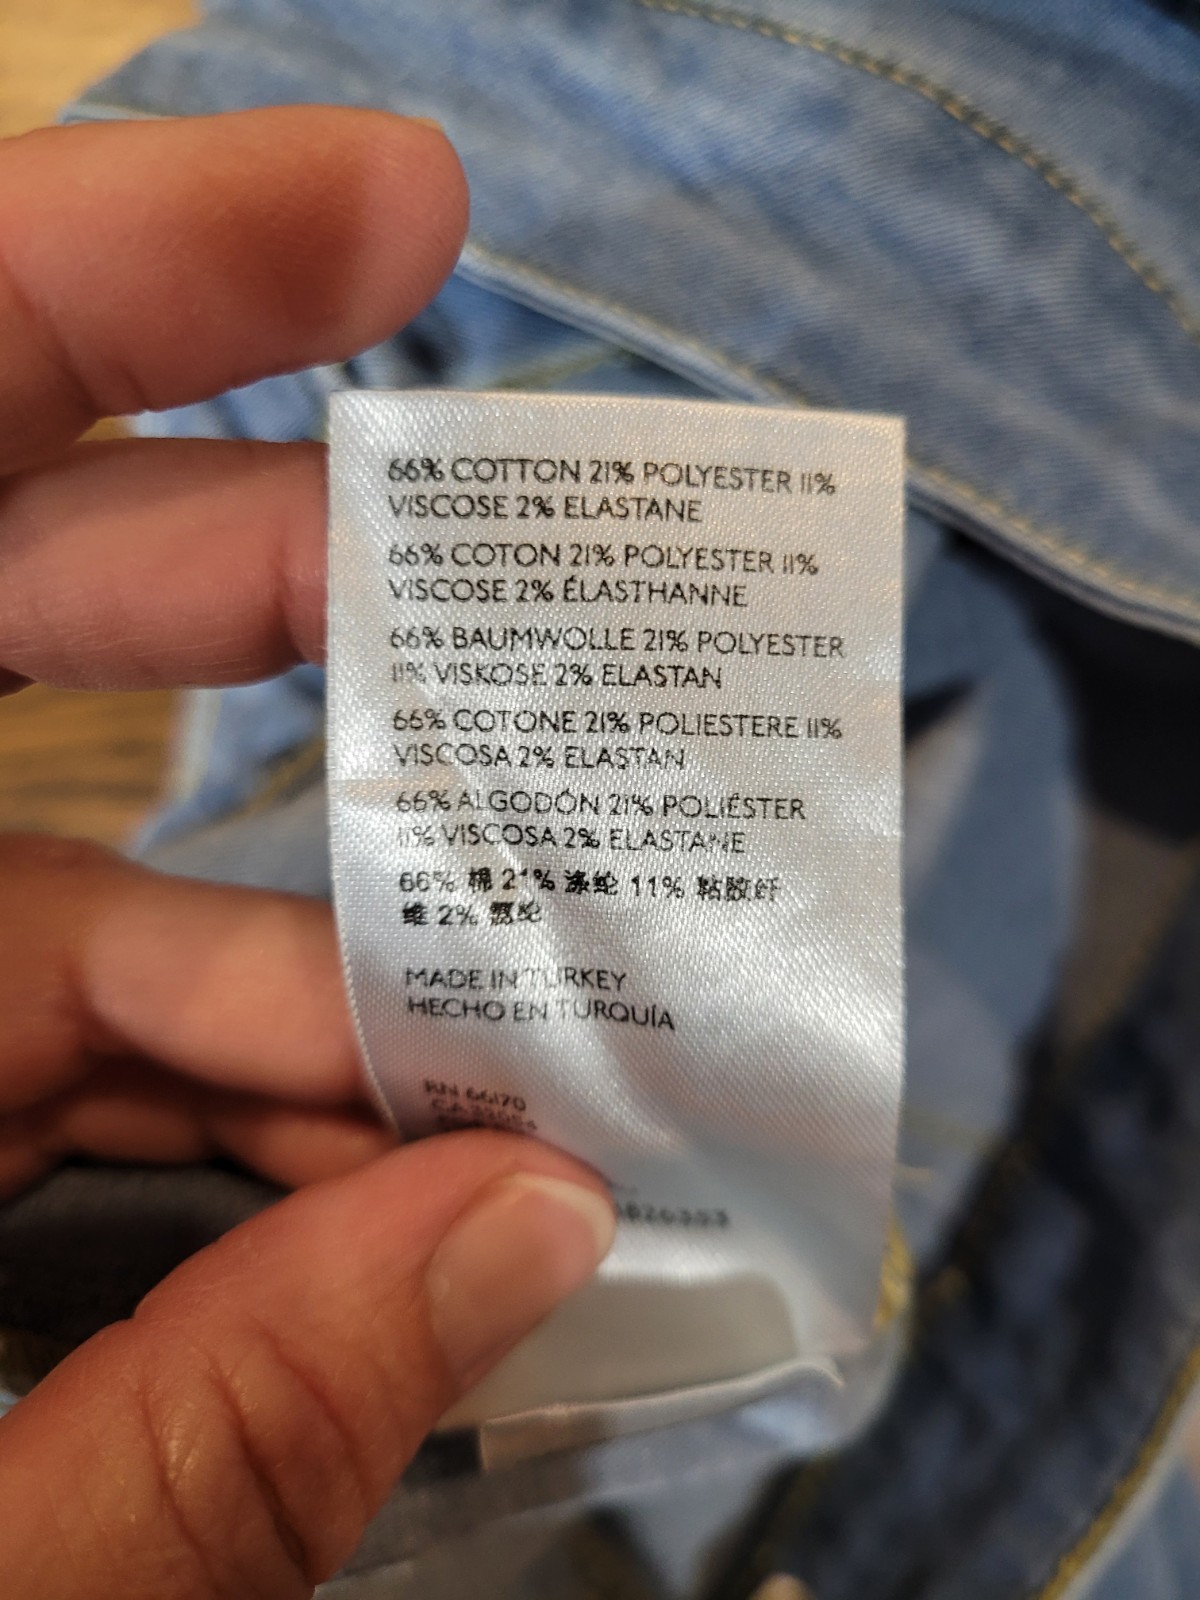 66% COTTON 21% POLYESTER 11%
VISCOSE 2% ELASTANE
66% COTON 21% POLYESTER 11%
VISCOSE 2% ÉLASTHANNE
66% BAUMWOLLE 21% POLYESTER
11% VISKOSE 2% ELASTAN
66% COTONE 21% POLIESTERE 11%
VISCOSA 2% ELASTAN
66% ALGODÓN 21% POLIÉSTER
11% VISCOSA 2% ELASTANE
66% 棉 21% 涤纶 11% 粘胶纤
维 2% 氨纶
MADE IN TURKEY
HECHO EN TURQUÍA
RN 66170